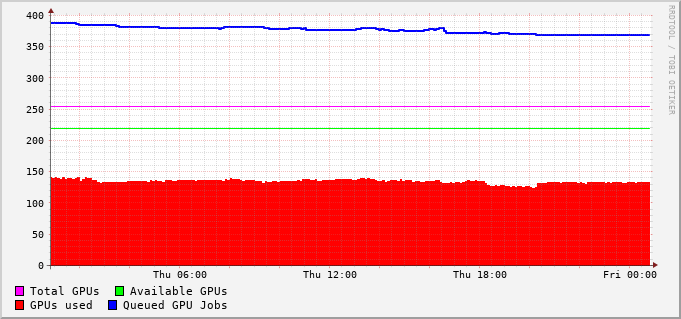 400
350
300
250
200
150
100
50
0
Thu 06:00 Thu 12:00 Thu 18:00 Fri 00:00
Total GPUs Available GPUs
GPUs used Queued GPU Jobs
RRDTOOL / TOBI OETIKER